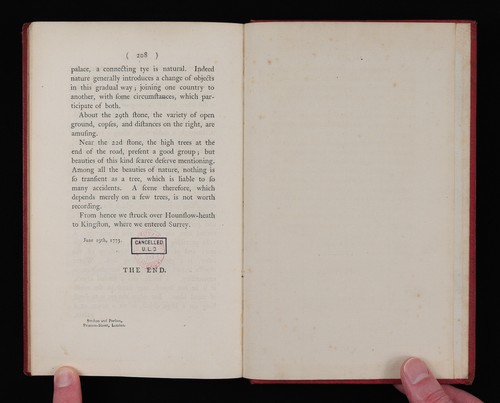 ( 208 )
palace, a connecting tye is natural. Indeed
nature generally introduces a change of objects
in this gradual way; joining one country to
another, with ſome circumſtances, which par-
ticipate of both.
About the 29th ſtone, the variety of open
ground, copſes, and diſtances on the right, are
amuſing.
Near the 22d ſtone, the high trees at the
end of the road, preſent a good group; but
beauties of this kind ſcarce deſerve mentioning.
Among all the beauties of nature, nothing is
ſo tranſient as a tree, which is liable to ſo
many accidents. A ſcene therefore, which
depends merely on a few trees, is not worth
recording.
From hence we ſtruck over Hounſlow-heath
to Kingſton, where we entered Surrey.
June 19th, 1773.
CANCELLED
U.L.C
THE END.
Printers-Street, London